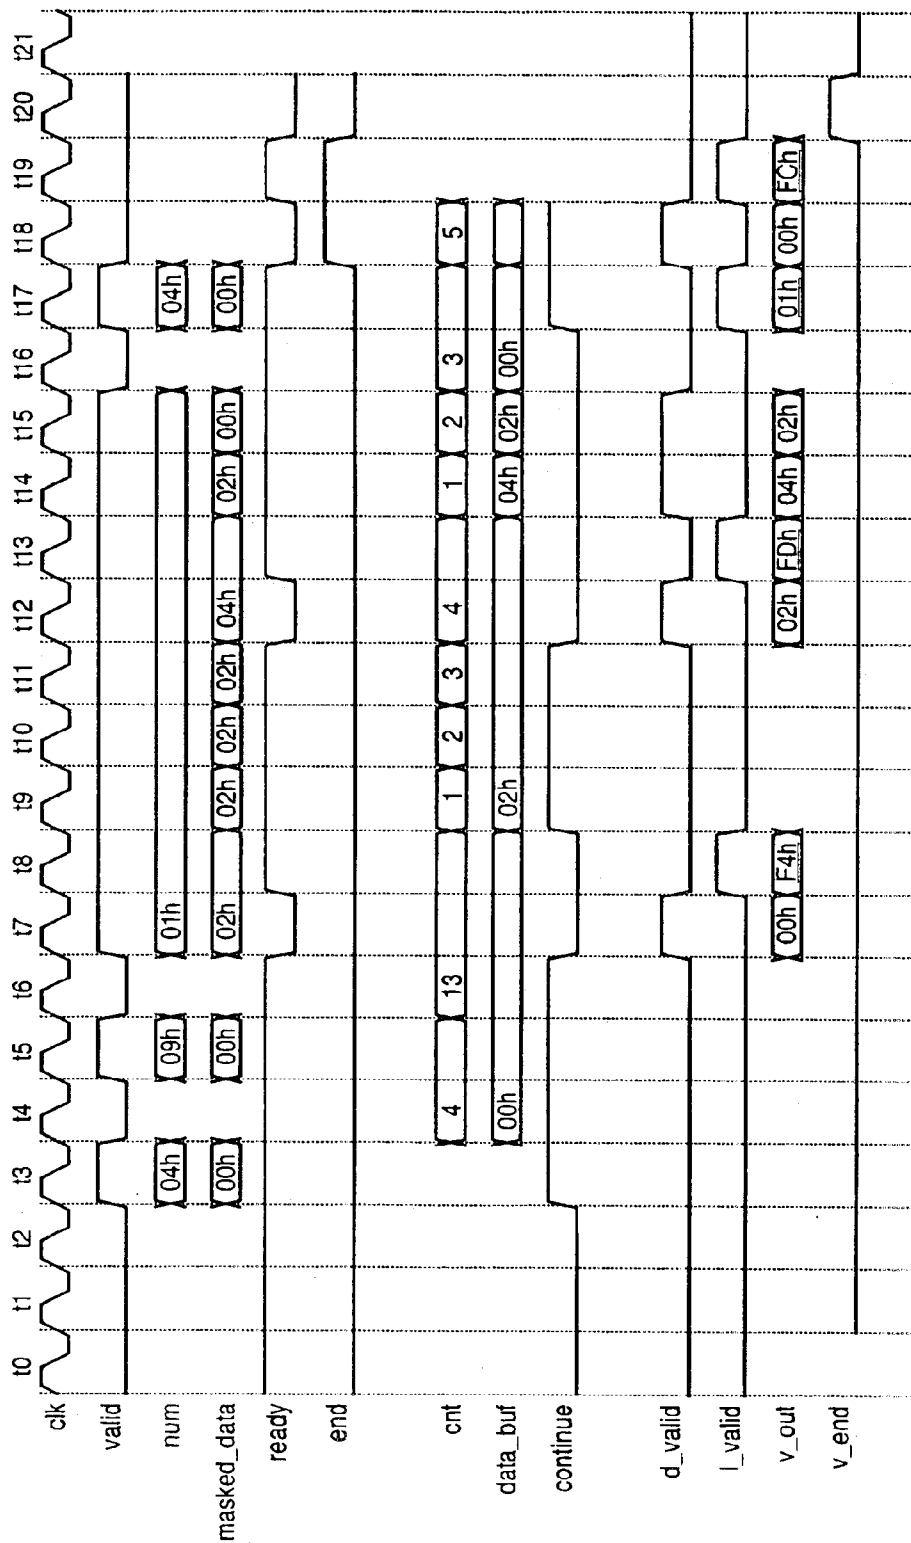 t0 t1 t2 t3 t4 t5 t6 t7 t8 t9 t10 t11 t12 t13 t14 t15 t16 t17 t18 t19 t20 t21
clk
valid
num 04h 09h 01h 04h
masked_data 00h 00h 02h 02h 02h 02h 04h 02h 00h 00h
ready
end
cnt 4 13 1 2 3 4 1 2 3 5
data_buf 00h 02h 04h 02h 00h
continue
d_valid
l_valid
v_out 00h F4h 02h FDh 04h 02h 01h 00h FCh
v_end